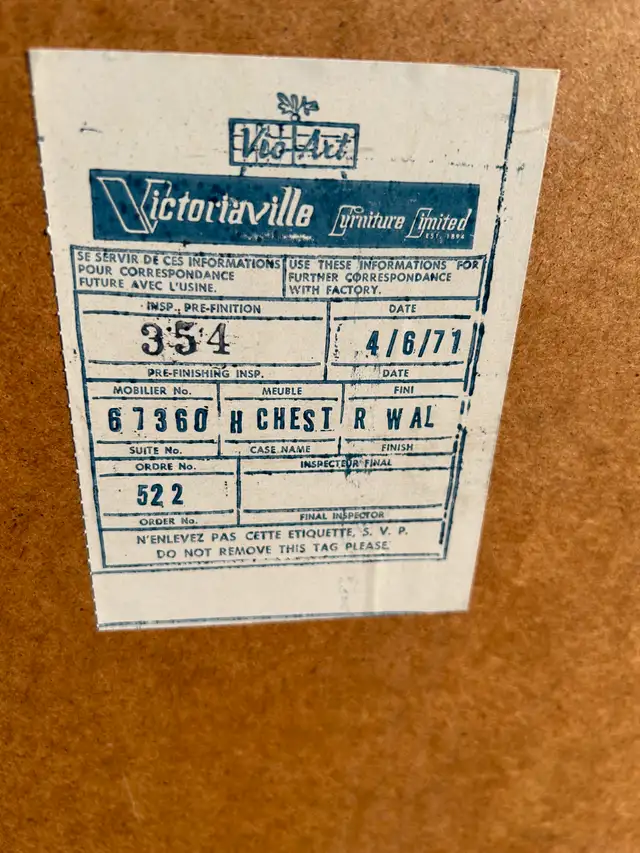 Vic-Art
Victoriaville Furniture Limited
EST. 1894
SE SERVIR DE CES INFORMATIONS
POUR CORRESPONDANCE
FUTURE AVEC L'USINE.
USE THESE INFORMATIONS FOR
FURTHER CORRESPONDANCE
WITH FACTORY.
INSP. PRE-FINITION
DATE
354
4/6/71
PRE-FINISHING INSP.
DATE
MOBILIER No.
MEUBLE
FINI
67360
H CHEST
R WAL
SUITE No.
CASE NAME
FINISH
ORDRE No.
INSPECTEUR FINAL
522
ORDER No.
FINAL INSPECTOR
N'ENLEVEZ PAS CETTE ETIQUETTE, S. V. P.
DO NOT REMOVE THIS TAG PLEASE.